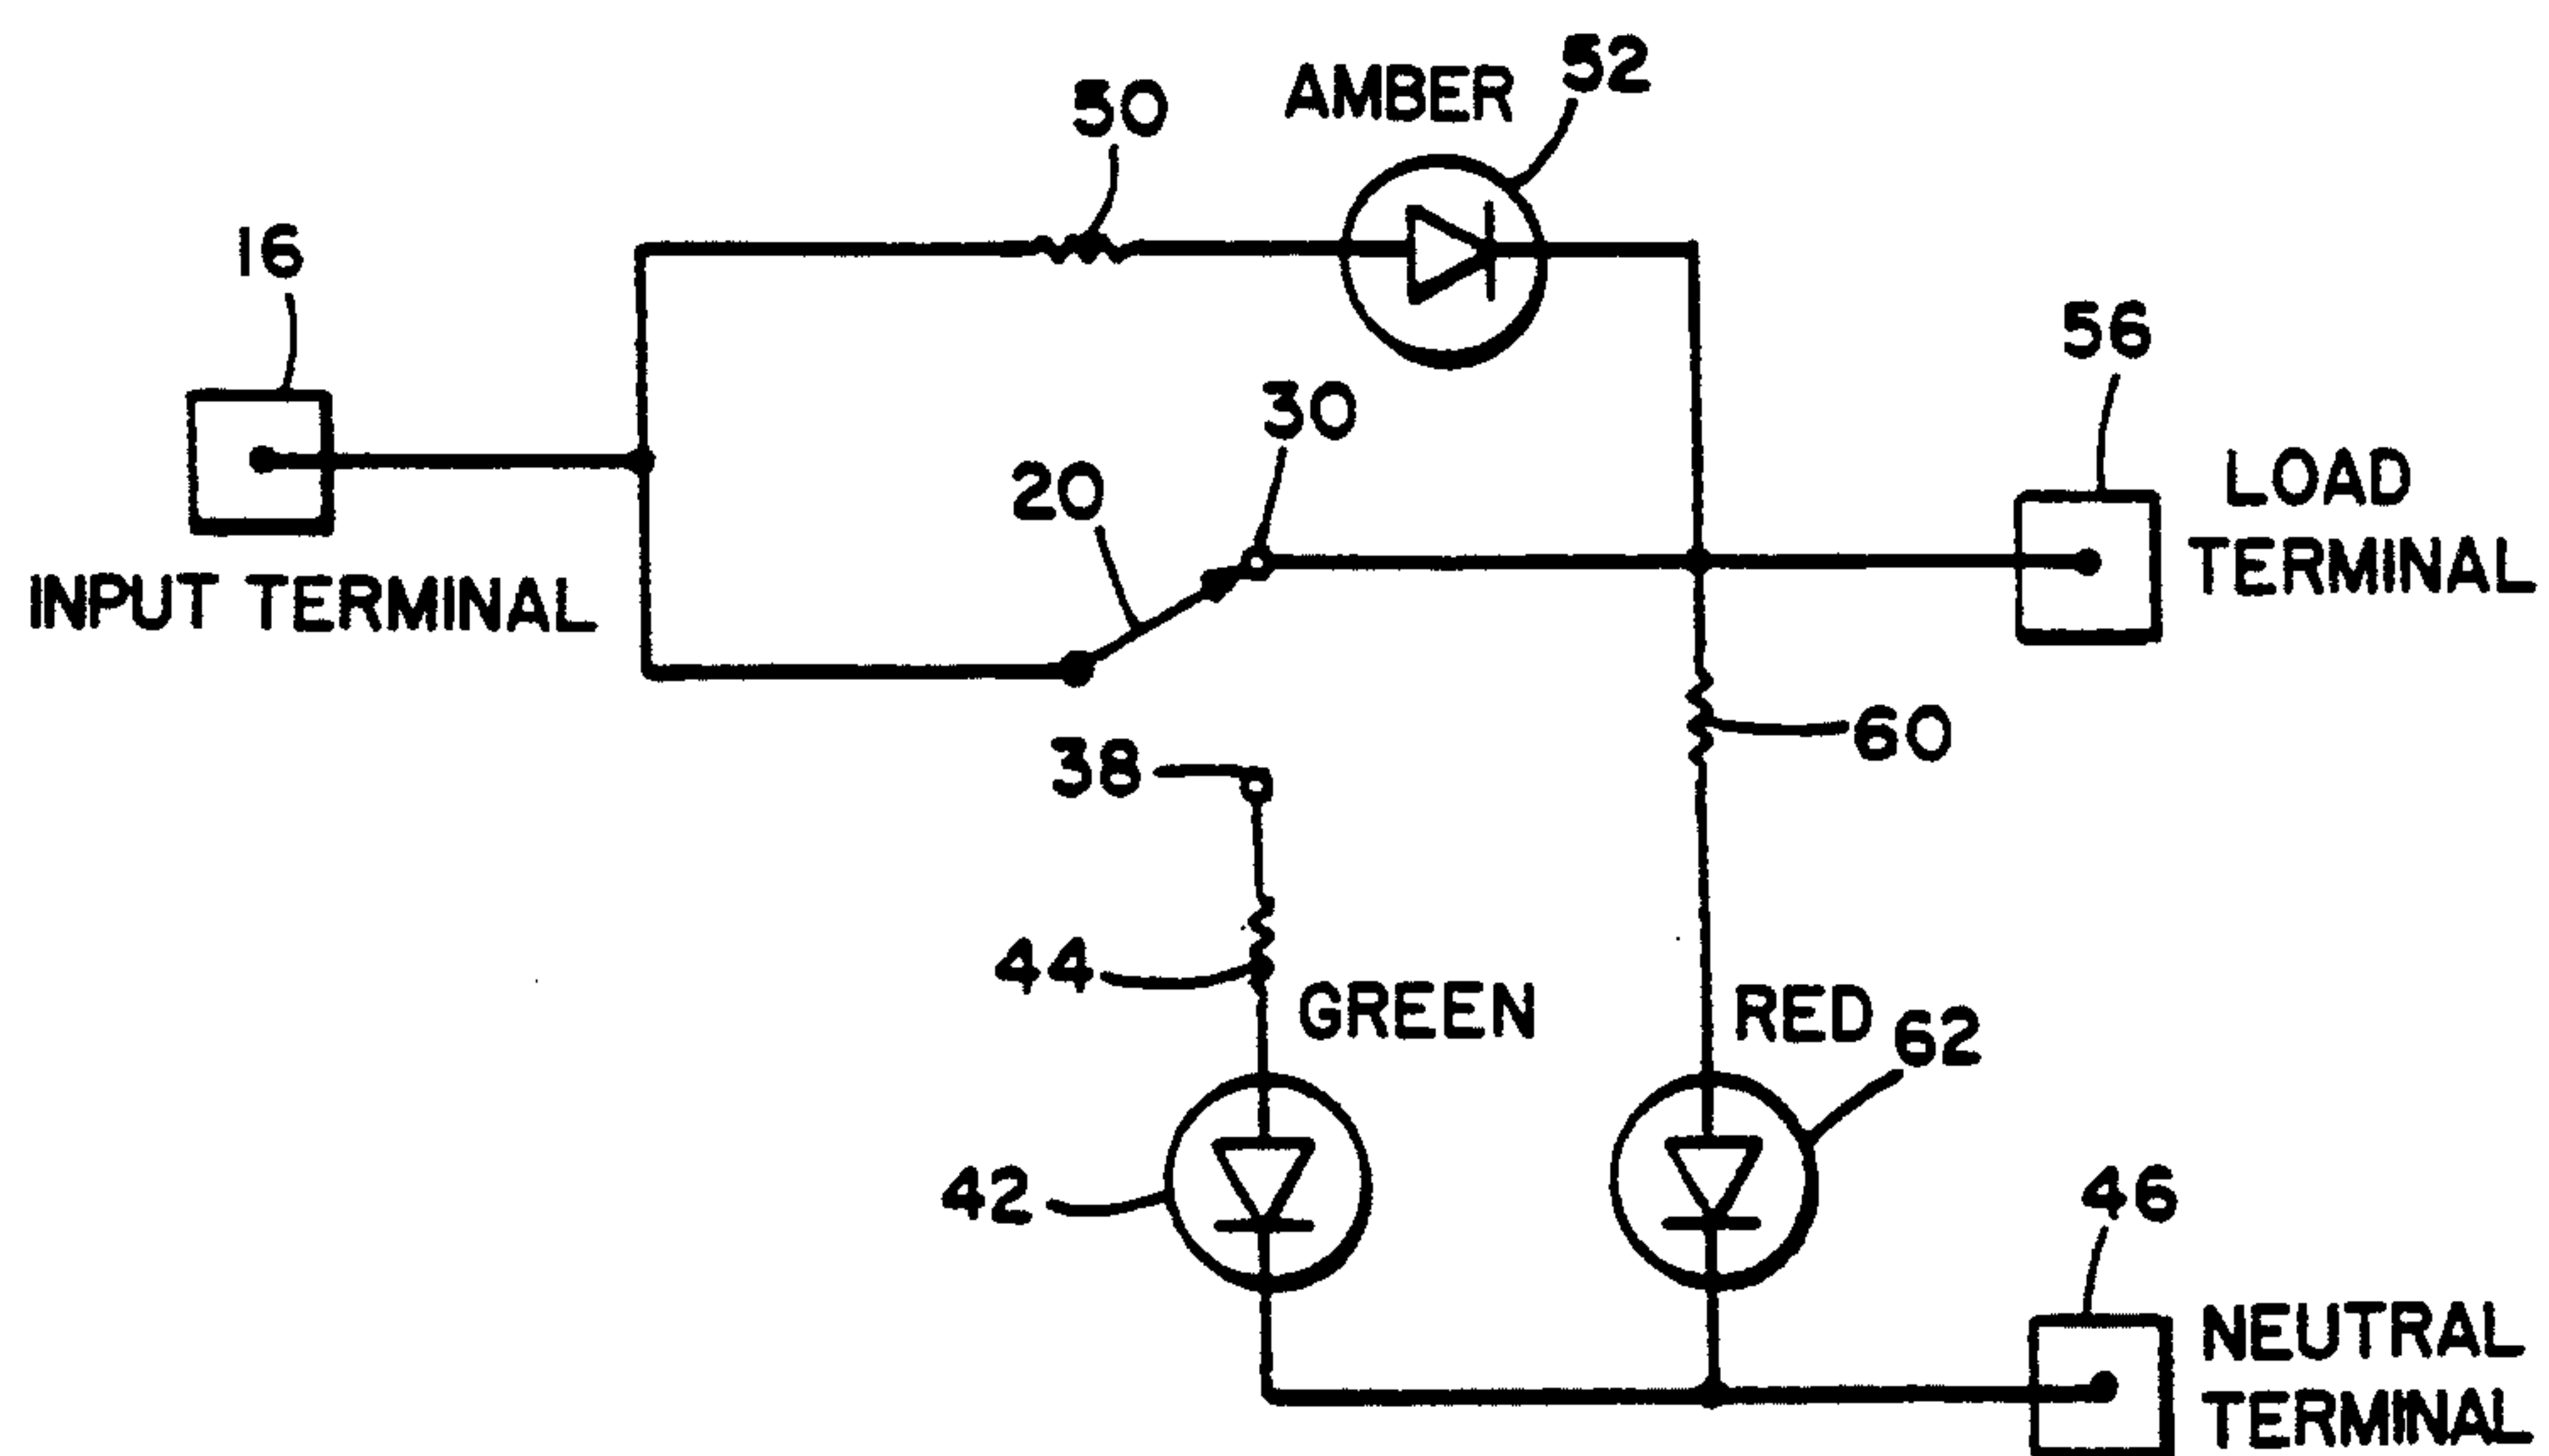 52
AMBER
50
16
56
30
LOAD
TERMINAL
20
INPUT TERMINAL
60
38
44
GREEN
RED
62
42
46
NEUTRAL
TERMINAL